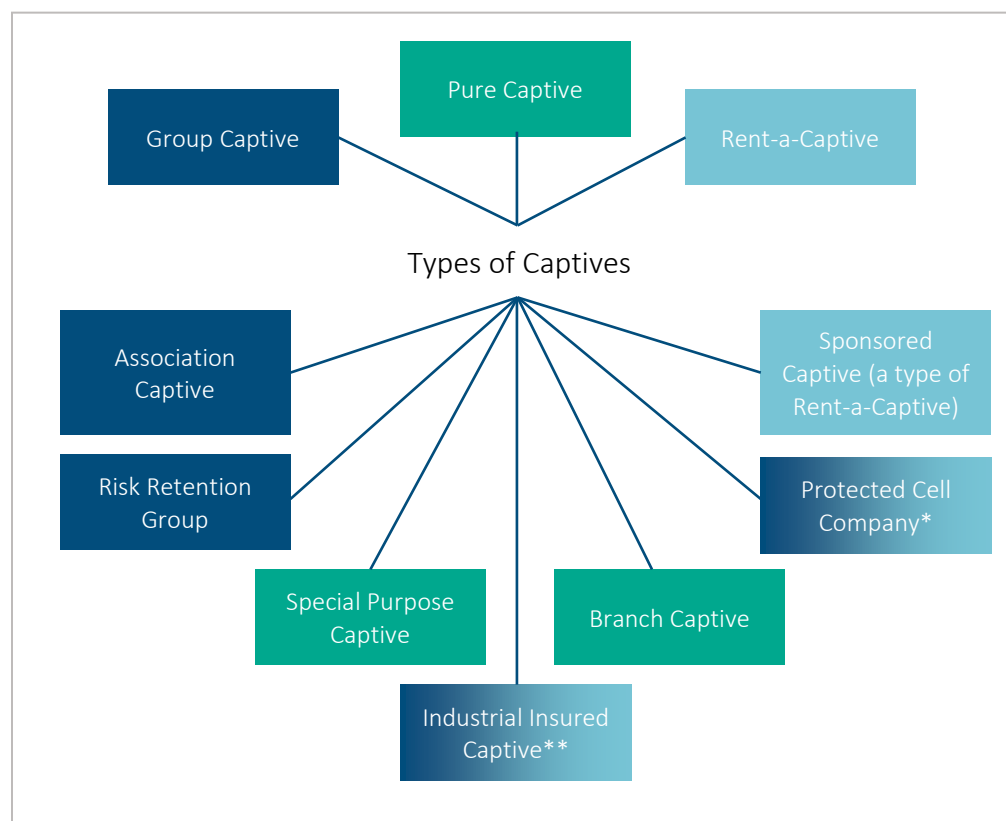 Pure Captive
Group Captive
Rent-a-Captive
Types of Captives
Association
Captive
Sponsored
Captive (a type of
Rent-a-Captive)
Risk Retention
Group
Protected Cell
Company*
Special Purpose
Captive
Branch Captive
Industrial Insured
Captive**